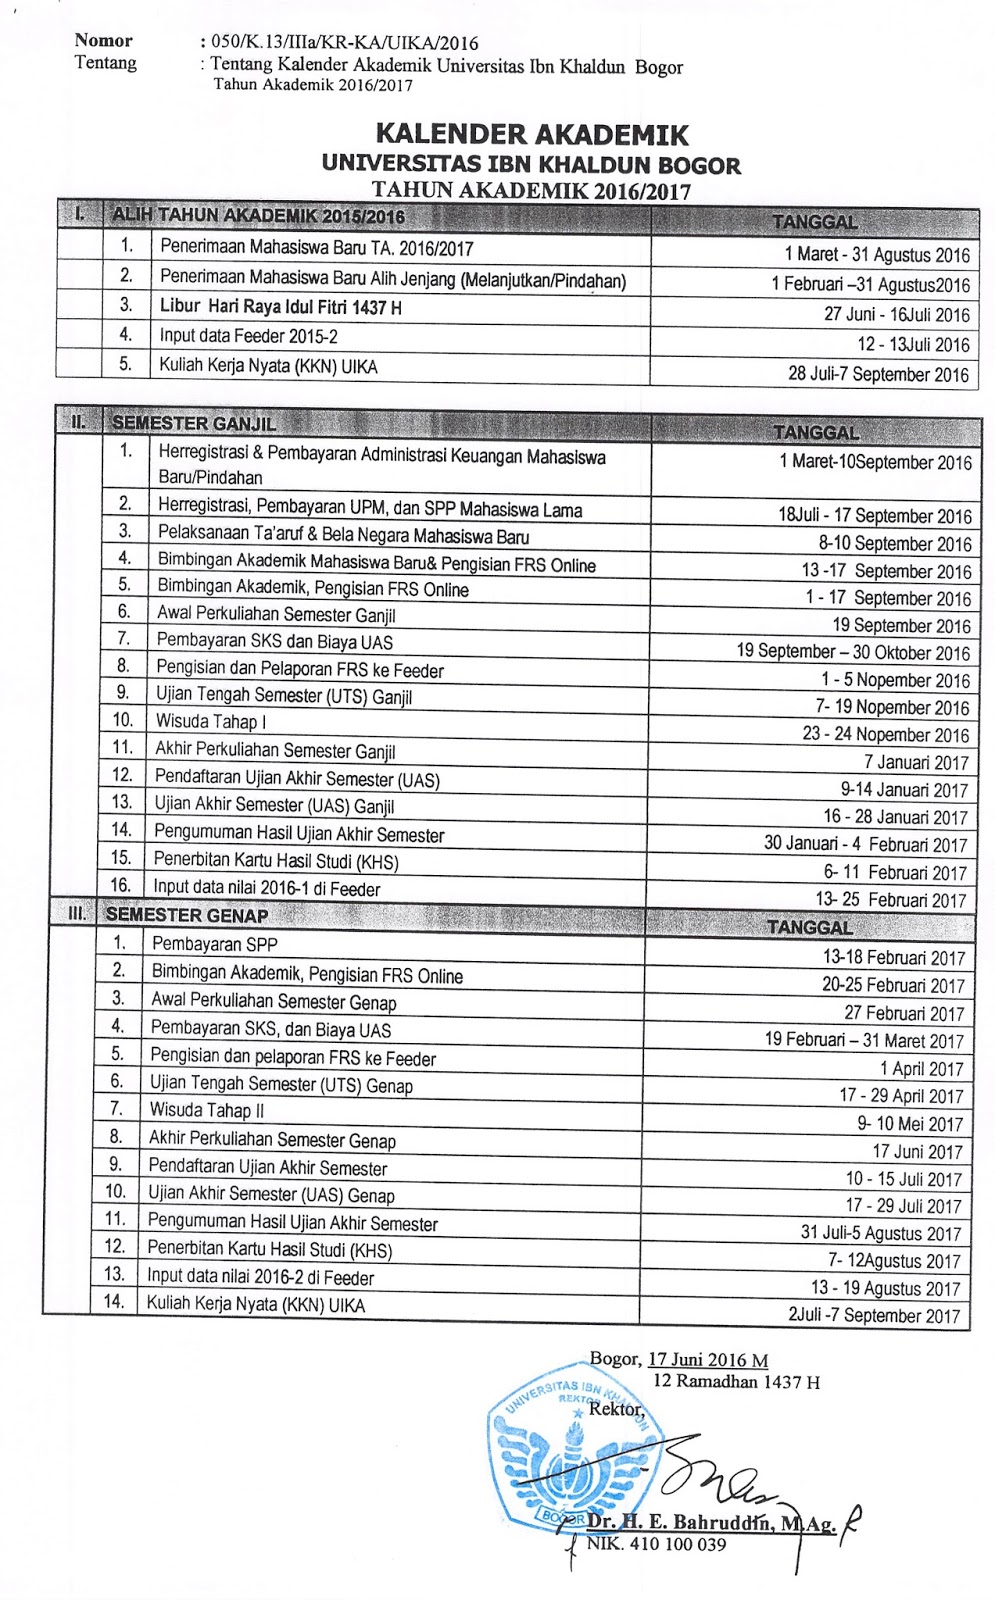 Nomor : 050/K.13/IIIa/KR-KA/UIKA/2016
Tentang : Tentang Kalender Akademik Universitas Ibn Khaldun Bogor
Tahun Akademik 2016/2017
KALENDER AKADEMIK
UNIVERSITAS IBN KHALDUN BOGOR
TAHUN AKADEMIK 2016/2017
I. ALIH TAHUN AKADEMIK 2015/2016 TANGGAL
1. Penerimaan Mahasiswa Baru TA. 2016/2017 1 Maret - 31 Agustus 2016
2. Penerimaan Mahasiswa Baru Alih Jenjang (Melanjutkan/Pindahan) 1 Februari –31 Agustus2016
3. Libur Hari Raya Idul Fitri 1437 H 27 Juni - 16Juli 2016
4. Input data Feeder 2015-2 12 - 13Juli 2016
5. Kuliah Kerja Nyata (KKN) UIKA 28 Juli-7 September 2016
II. SEMESTER GANJIL TANGGAL
1. Herregistrasi & Pembayaran Administrasi Keuangan Mahasiswa 1 Maret-10September 2016
Baru/Pindahan
2. Herregistrasi, Pembayaran UPM, dan SPP Mahasiswa Lama 18Juli - 17 September 2016
3. Pelaksanaan Ta'aruf & Bela Negara Mahasiswa Baru 8-10 September 2016
4. Bimbingan Akademik Mahasiswa Baru& Pengisian FRS Online 13 -17 September 2016
5. Bimbingan Akademik, Pengisian FRS Online 1 - 17 September 2016
6. Awal Perkuliahan Semester Ganjil 19 September 2016
7. Pembayaran SKS dan Biaya UAS 19 September – 30 Oktober 2016
8. Pengisian dan Pelaporan FRS ke Feeder 1 - 5 Nopember 2016
9. Ujian Tengah Semester (UTS) Ganjil 7- 19 Nopember 2016
10. Wisuda Tahap I 23 - 24 Nopember 2016
11. Akhir Perkuliahan Semester Ganjil 7 Januari 2017
12. Pendaftaran Ujian Akhir Semester (UAS) 9-14 Januari 2017
13. Ujian Akhir Semester (UAS) Ganjil 16 - 28 Januari 2017
14. Pengumuman Hasil Ujian Akhir Semester 30 Januari - 4 Februari 2017
15. Penerbitan Kartu Hasil Studi (KHS) 6- 11 Februari 2017
16. Input data nilai 2016-1 di Feeder 13- 25 Februari 2017
III. SEMESTER GENAP TANGGAL
1. Pembayaran SPP 13-18 Februari 2017
2. Bimbingan Akademik, Pengisian FRS Online 20-25 Februari 2017
3. Awal Perkuliahan Semester Genap 27 Februari 2017
4. Pembayaran SKS, dan Biaya UAS 19 Februari – 31 Maret 2017
5. Pengisian dan pelaporan FRS ke Feeder 1 April 2017
6. Ujian Tengah Semester (UTS) Genap 17 - 29 April 2017
7. Wisuda Tahap II 9- 10 Mei 2017
8. Akhir Perkuliahan Semester Genap 17 Juni 2017
9. Pendaftaran Ujian Akhir Semester 10 - 15 Juli 2017
10. Ujian Akhir Semester (UAS) Genap 17 - 29 Juli 2017
11. Pengumuman Hasil Ujian Akhir Semester 31 Juli-5 Agustus 2017
12. Penerbitan Kartu Hasil Studi (KHS) 7- 12Agustus 2017
13. Input data nilai 2016-2 di Feeder 13 - 19 Agustus 2017
14. Kuliah Kerja Nyata (KKN) UIKA 2Juli -7 September 2017
Bogor, 17 Juni 2016 M
12 Ramadhan 1437 H
Rektor,
UNIVERSITAS IBN KHALDUN
REKTOR
BOGOR
Dr. H. E. Bahruddin, M.Ag.
NIK. 410 100 039